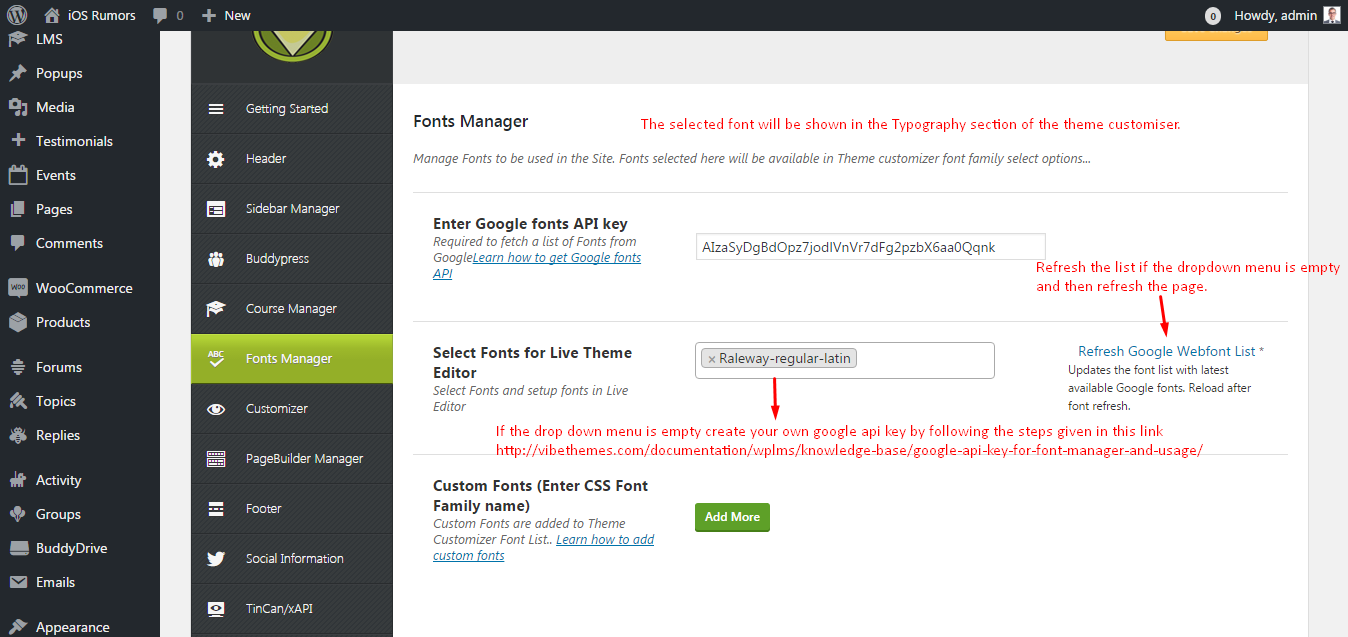 iOS Rumors
0
New
0
Howdy, admin
LMS
Popups
Media
Testimonials
Events
Pages
Comments
WOO
WooCommerce
Products
Forums
Topics
Replies
Activity
Groups
BuddyDrive
Emails
Appearance
Getting Started
Header
Sidebar Manager
Buddypress
Course Manager
ABC
Fonts Manager
Customizer
PageBuilder Manager
Footer
Social Information
TinCan/xAPI
Fonts Manager
The selected font will be shown in the Typography section of the theme customiser.
Manage Fonts to be used in the Site. Fonts selected here will be available in Theme customizer font family select options...
Enter Google fonts API key
Required to fetch a list of Fonts from
GoogleLearn how to get Google fonts
API
AIzaSyDgBdOpz7jodlVnVr7dFg2pzbX6aa0Qqnk
Refresh the list if the dropdown menu is empty
and then refresh the page.
Select Fonts for Live Theme
Editor
Select Fonts and setup fonts in Live
Editor
× Raleway-regular-latin
Refresh Google Webfont List *
Updates the font list with latest
available Google fonts. Reload after
font refresh.
If the drop down menu is empty create your own google api key by following the steps given in this link
http://vibethemes.com/documentation/wplms/knowledge-base/google-api-key-for-font-manager-and-usage/
Custom Fonts (Enter CSS Font
Family name)
Custom Fonts are added to Theme
Customizer Font List.. Learn how to add
custom fonts
Add More